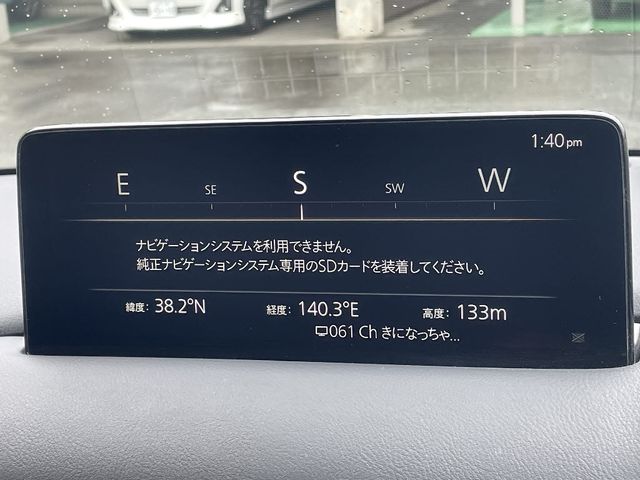 1:40pm
E SE S SW W
ナビゲーションシステムを利用できません。
純正ナビゲーションシステム専用のSDカードを装着してください。
緯度: 38.2°N 経度: 140.3°E 高度: 133m
061 Ch きになっちゃ...